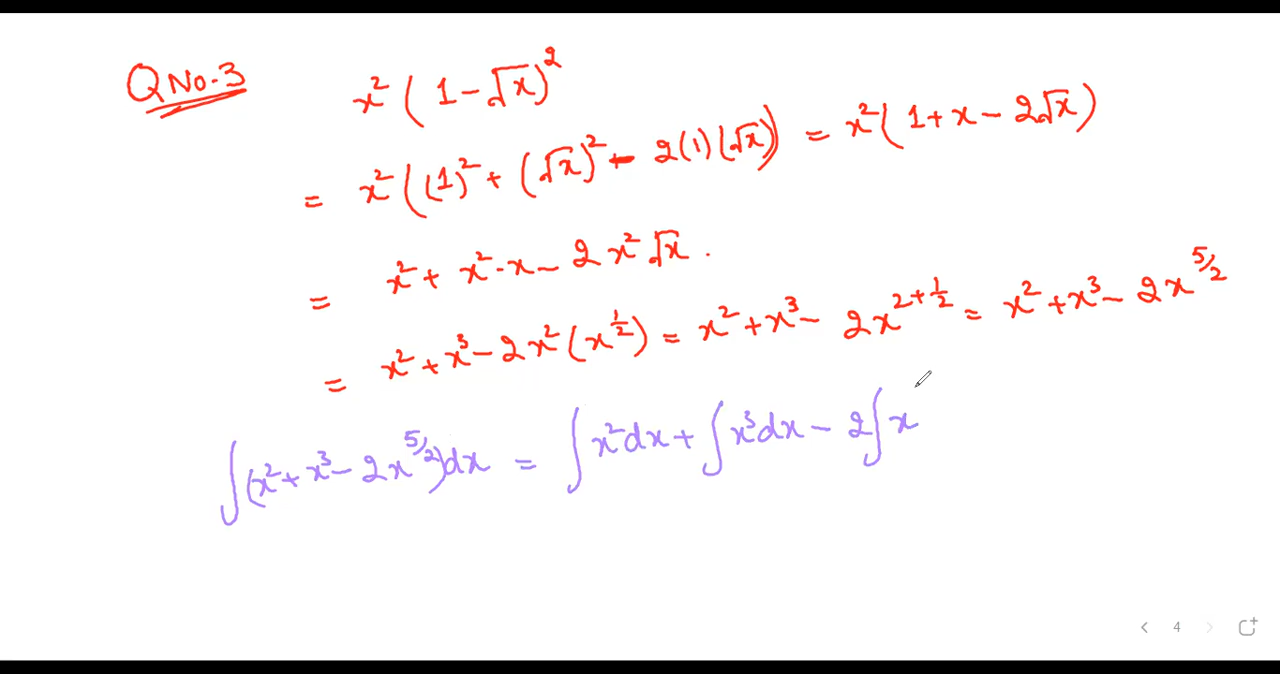 Q No-3 x²(1-√x)²
= x²((1)² + (√x)² - 2(1)(√x)) = x²(1+x-2√x)
= x² + x²·x - 2x²√x.
= x² + x³ - 2x²(x^½) = x² + x³ - 2x^(2+½) = x² + x³ - 2x^5/2
∫(x² + x³ - 2x^5/2)dx = ∫x²dx + ∫x³dx - 2∫x
4